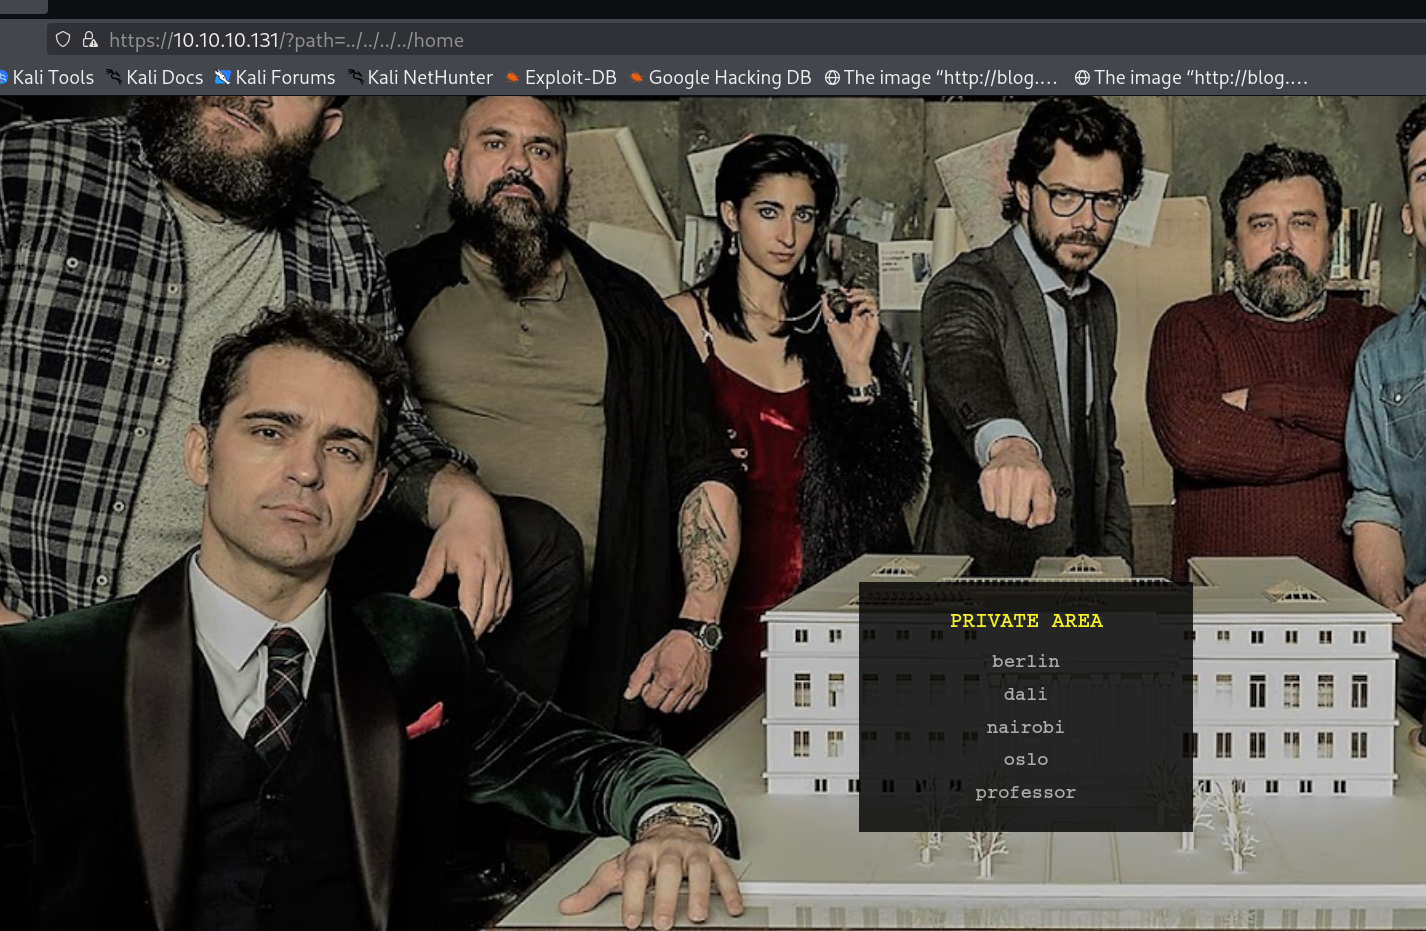 https://10.10.10.131/?path=../../../../home
Kali Tools Kali Docs Kali Forums Kali NetHunter Exploit-DB Google Hacking DB The image “http://blog.… The image “http://blog.…
PRIVATE AREA
berlin
dali
nairobi
oslo
professor